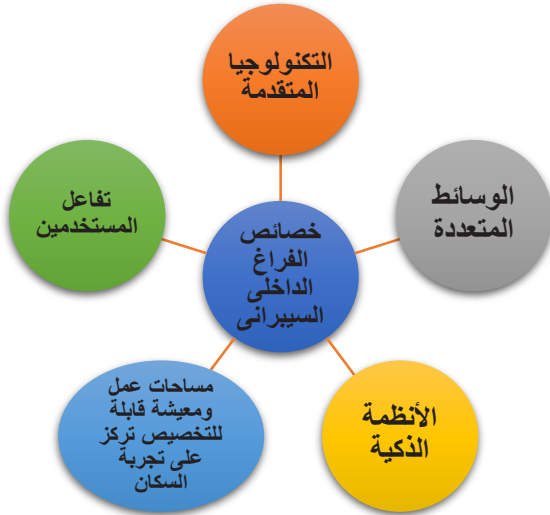 التكنولوجيا
المتقدمة
الوسائط
المتعددة
تفاعل
المستخدمين
خصائص
الفراغ
الداخلى
السيبرانى
الأنظمة
الذكية
مساحات عمل
ومعيشة قابلة
للتخصيص تركز
على تجربة
السكان